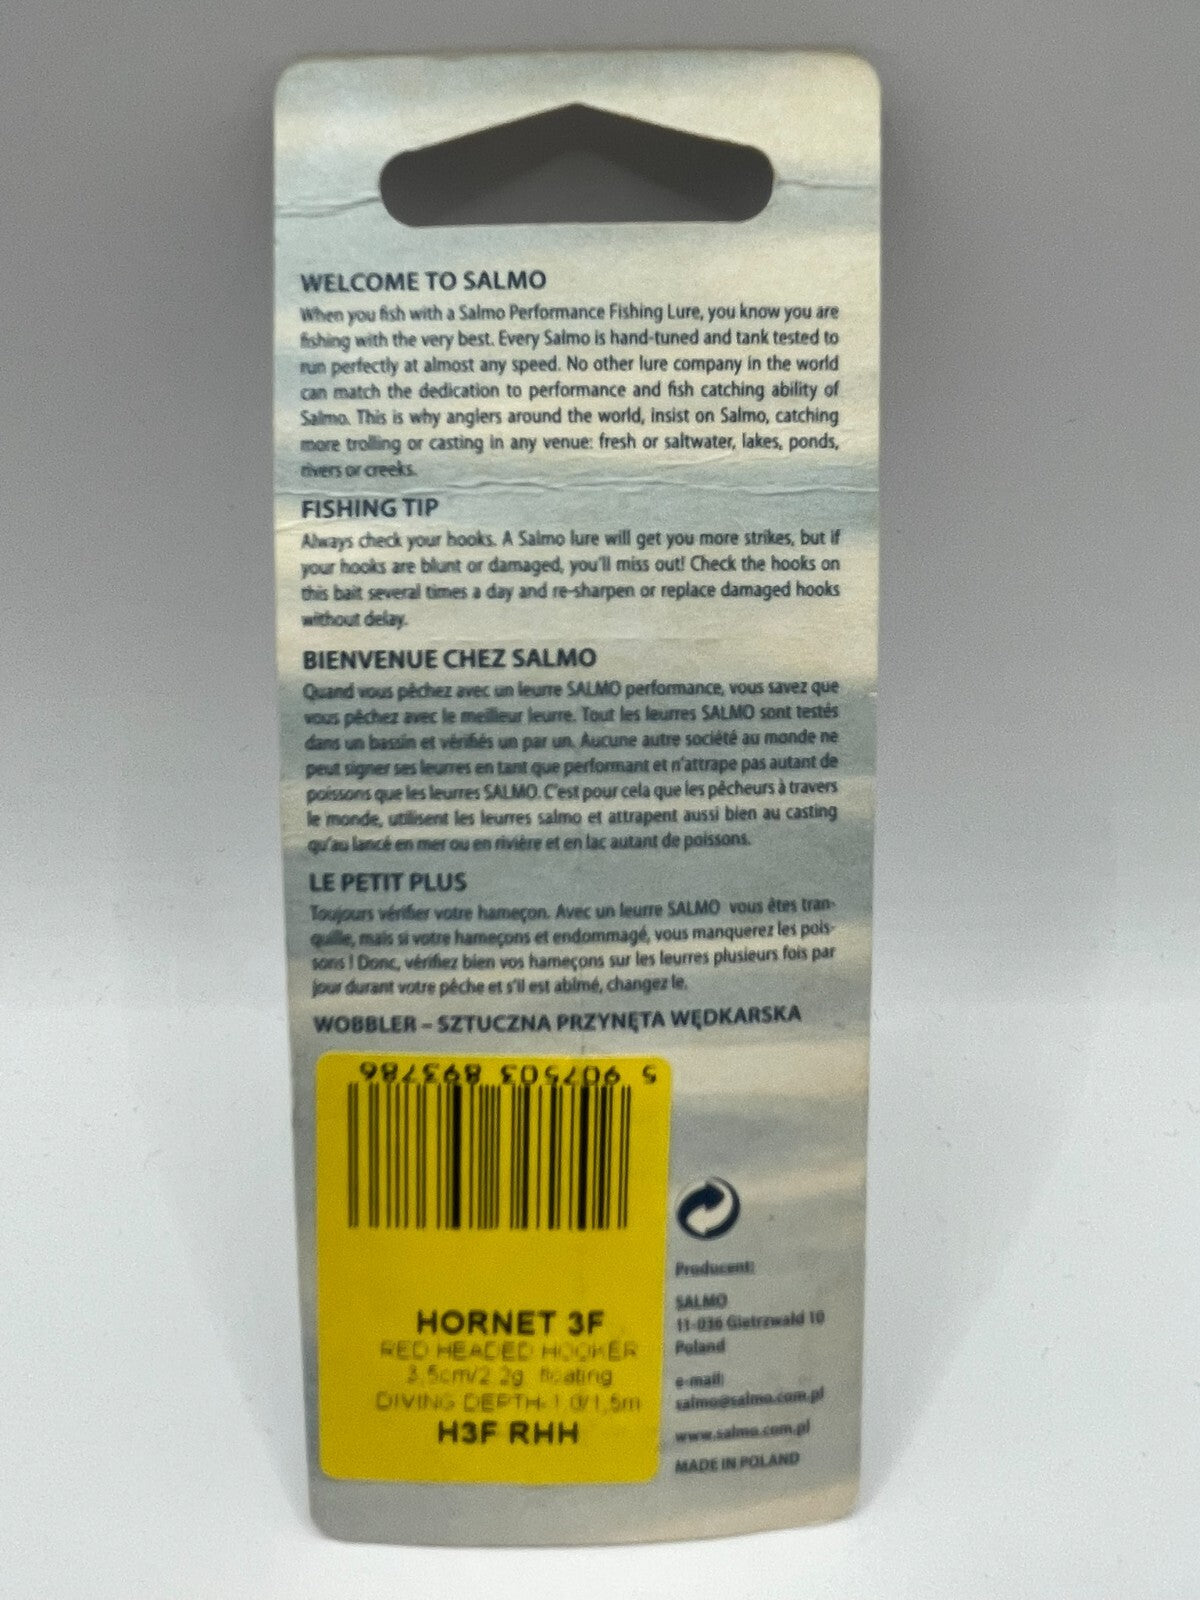 WELCOME TO SALMO
When you fish with a Salmo Performance Fishing Lure, you know you are
fishing with the very best. Every Salmo is hand-tuned and tank tested to
run perfectly at almost any speed. No other lure company in the world
can match the dedication to performance and fish catching ability of
Salmo. This is why anglers around the world, insist on Salmo, catching
more trolling or casting in any venue: fresh or saltwater, lakes, ponds,
rivers or creeks.
FISHING TIP
Always check your hooks. A Salmo lure will get you more strikes, but if
your hooks are blunt or damaged, you'll miss out! Check the hooks on
this bait several times a day and re-sharpen or replace damaged hooks
without delay.
BIENVENUE CHEZ SALMO
Quand vous pêchez avec un leurre SALMO performance, vous savez que
vous pêchez avec le meilleur leurre. Tout les leurres SALMO sont testés
dans un bassin et vérifiés un par un. Aucune autre société au monde ne
peut signer ses leurres en tant que performant et n'attrape pas autant de
poissons que les leurres SALMO. C'est pour cela que les pêcheurs à travers
le monde, utilisent les leurres salmo et attrapent aussi bien au casting
qu'au lancé en mer ou en rivière et en lac autant de poissons.
LE PETIT PLUS
Toujours vérifier votre hameçon. Avec un leurre SALMO vous êtes tran-
quille, mais si votre hameçons et endommagé, vous manquerez les pois-
sons ! Donc, vérifiez bien vos hameçons sur les leurres plusieurs fois par
jour durant votre pêche et s'il est abîmé, changez le.
WOBBLER – SZTUCZNA PRZYNĘTA WĘDKARSKA
5 907503 893786
HORNET 3F
RED HEADED HOOKER
3,5cm/2.2g floating
DIVING DEPTH-1.0/1,5m
H3F RHH
Producent:
SALMO
11-036 Gietrzwald 10
Poland
e-mail:
salmo@salmo.com.pl
www.salmo.com.pl
MADE IN POLAND